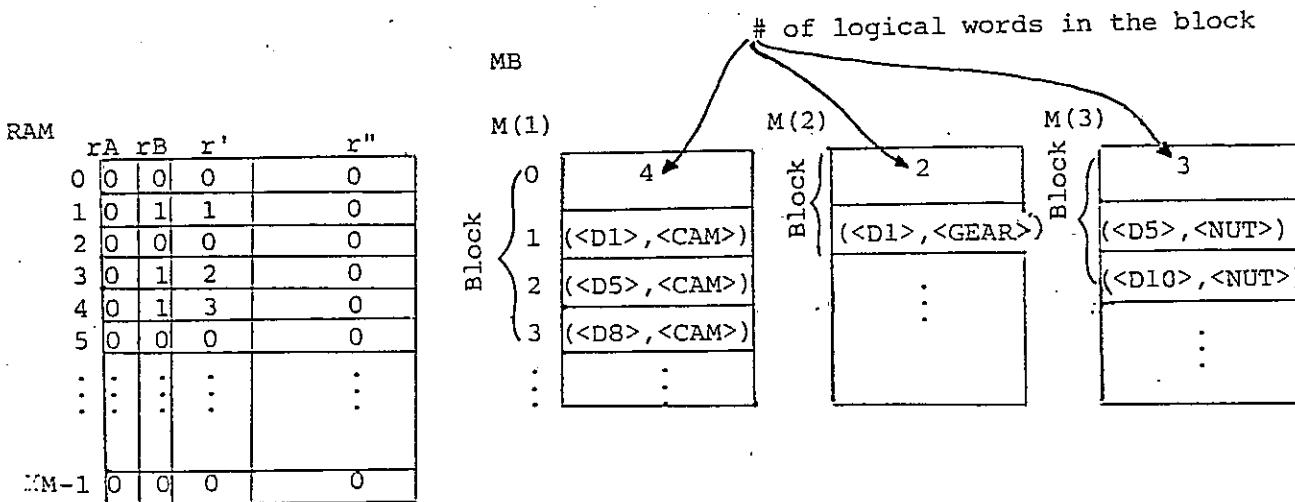 # of logical words in the block
MB
RAM
M(1) M(2) M(3)
rA rB r' r"
0 0 0 0 0
1 0 1 1 0
2 0 0 0 0
3 0 1 2 0
4 0 1 3 0
5 0 0 0 0
M-1 0 0 0 0
Block
0 4
1 (<D1>,<CAM>)
2 (<D5>,<CAM>)
3 (<D8>,<CAM>)
Block
2
(<D1>,<GEAR>)
Block
3
(<D5>,<NUT>)
(<D10>,<NUT>)